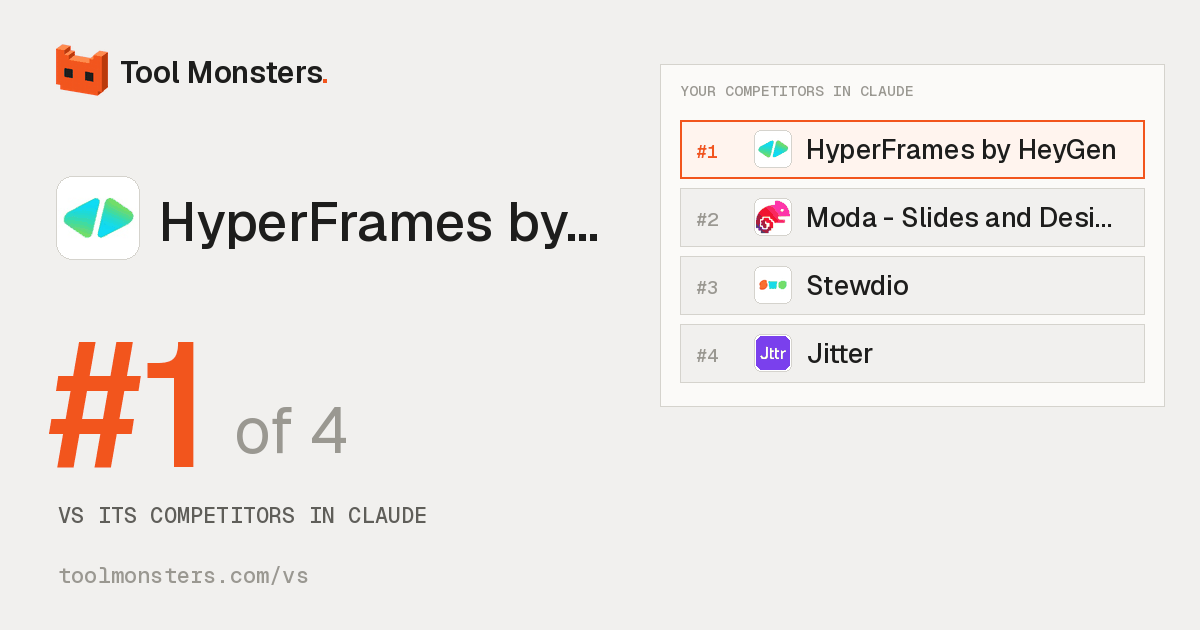 Tool Monsters.
HyperFrames by...
#1 of 4
VS ITS COMPETITORS IN CLAUDE
toolmonsters.com/vs
YOUR COMPETITORS IN CLAUDE
#1 HyperFrames by HeyGen
#2 Moda - Slides and Desi...
#3 Stewdio
#4 Jttr Jitter